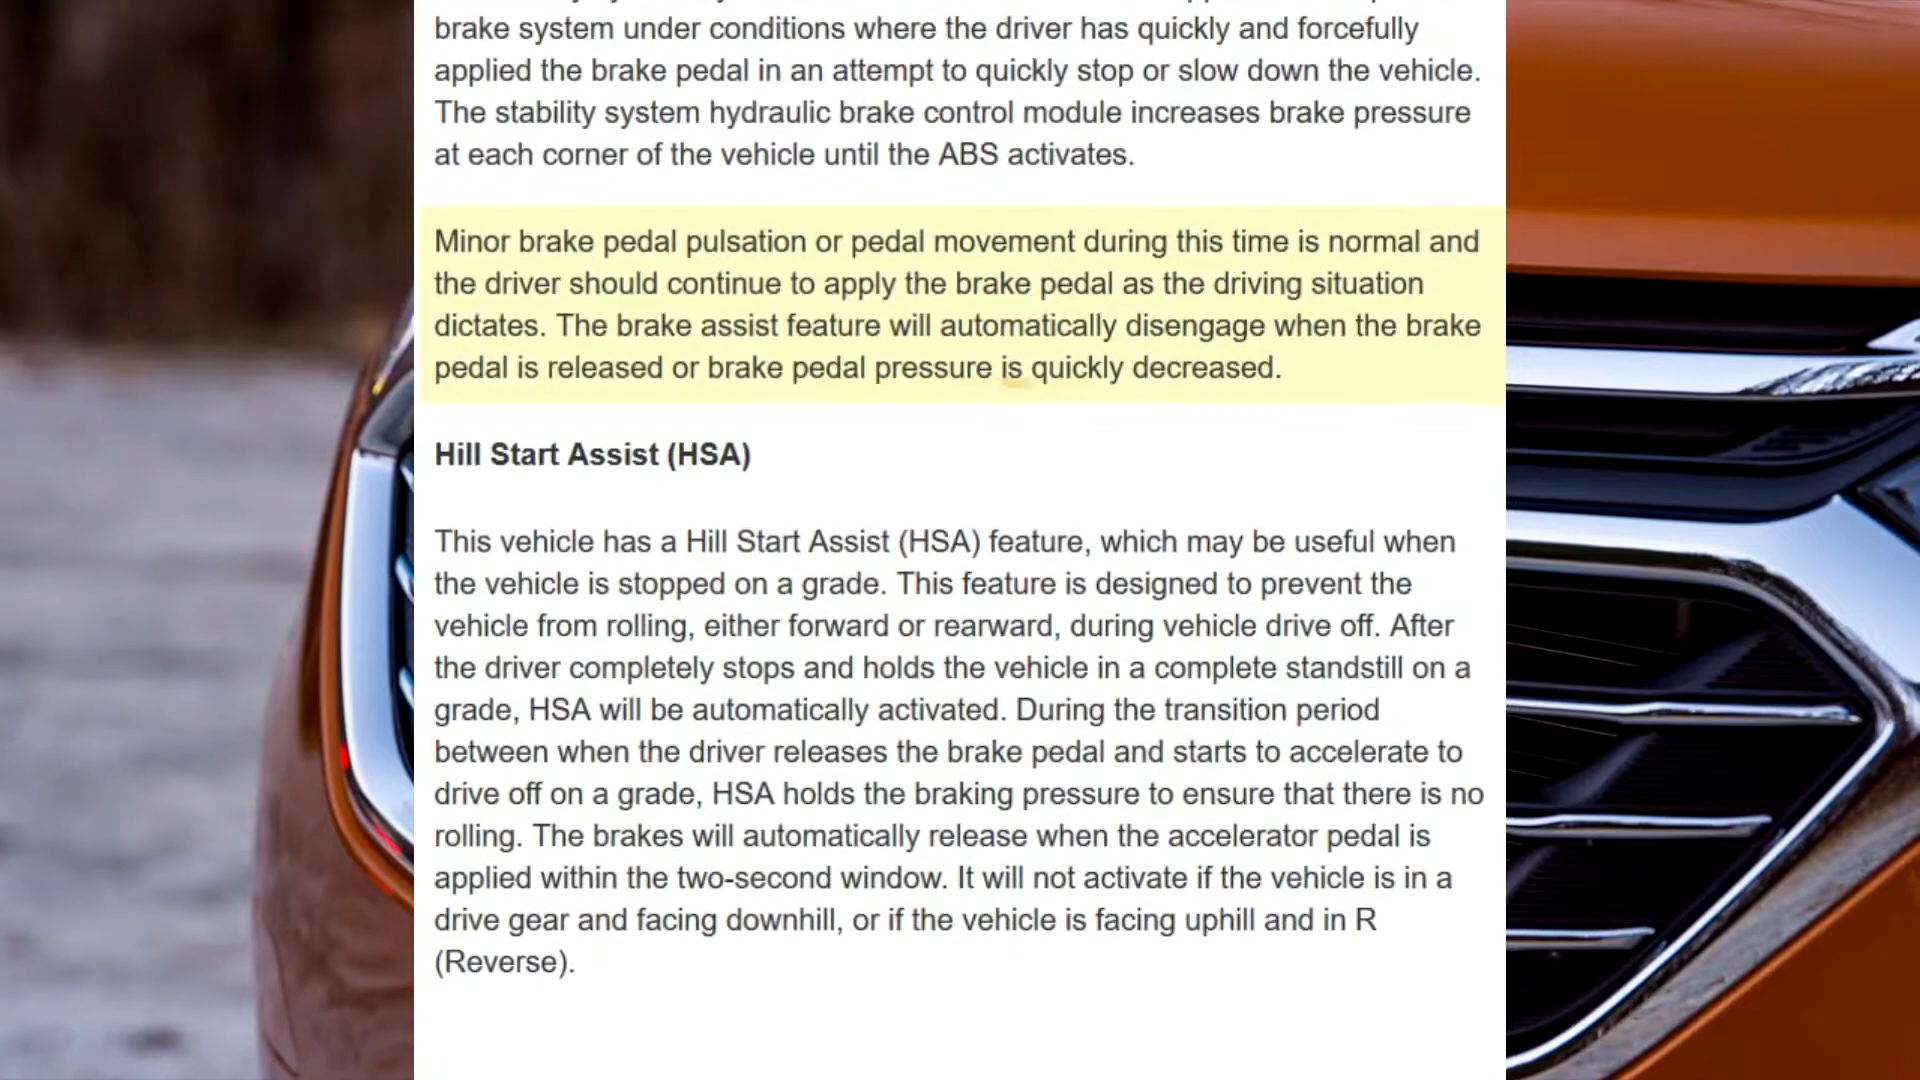 brake system under conditions where the driver has quickly and forcefully
applied the brake pedal in an attempt to quickly stop or slow down the vehicle.
The stability system hydraulic brake control module increases brake pressure
at each corner of the vehicle until the ABS activates.
Minor brake pedal pulsation or pedal movement during this time is normal and
the driver should continue to apply the brake pedal as the driving situation
dictates. The brake assist feature will automatically disengage when the brake
pedal is released or brake pedal pressure is quickly decreased.
Hill Start Assist (HSA)
This vehicle has a Hill Start Assist (HSA) feature, which may be useful when
the vehicle is stopped on a grade. This feature is designed to prevent the
vehicle from rolling, either forward or rearward, during vehicle drive off. After
the driver completely stops and holds the vehicle in a complete standstill on a
grade, HSA will be automatically activated. During the transition period
between when the driver releases the brake pedal and starts to accelerate to
drive off on a grade, HSA holds the braking pressure to ensure that there is no
rolling. The brakes will automatically release when the accelerator pedal is
applied within the two-second window. It will not activate if the vehicle is in a
drive gear and facing downhill, or if the vehicle is facing uphill and in R
(Reverse).